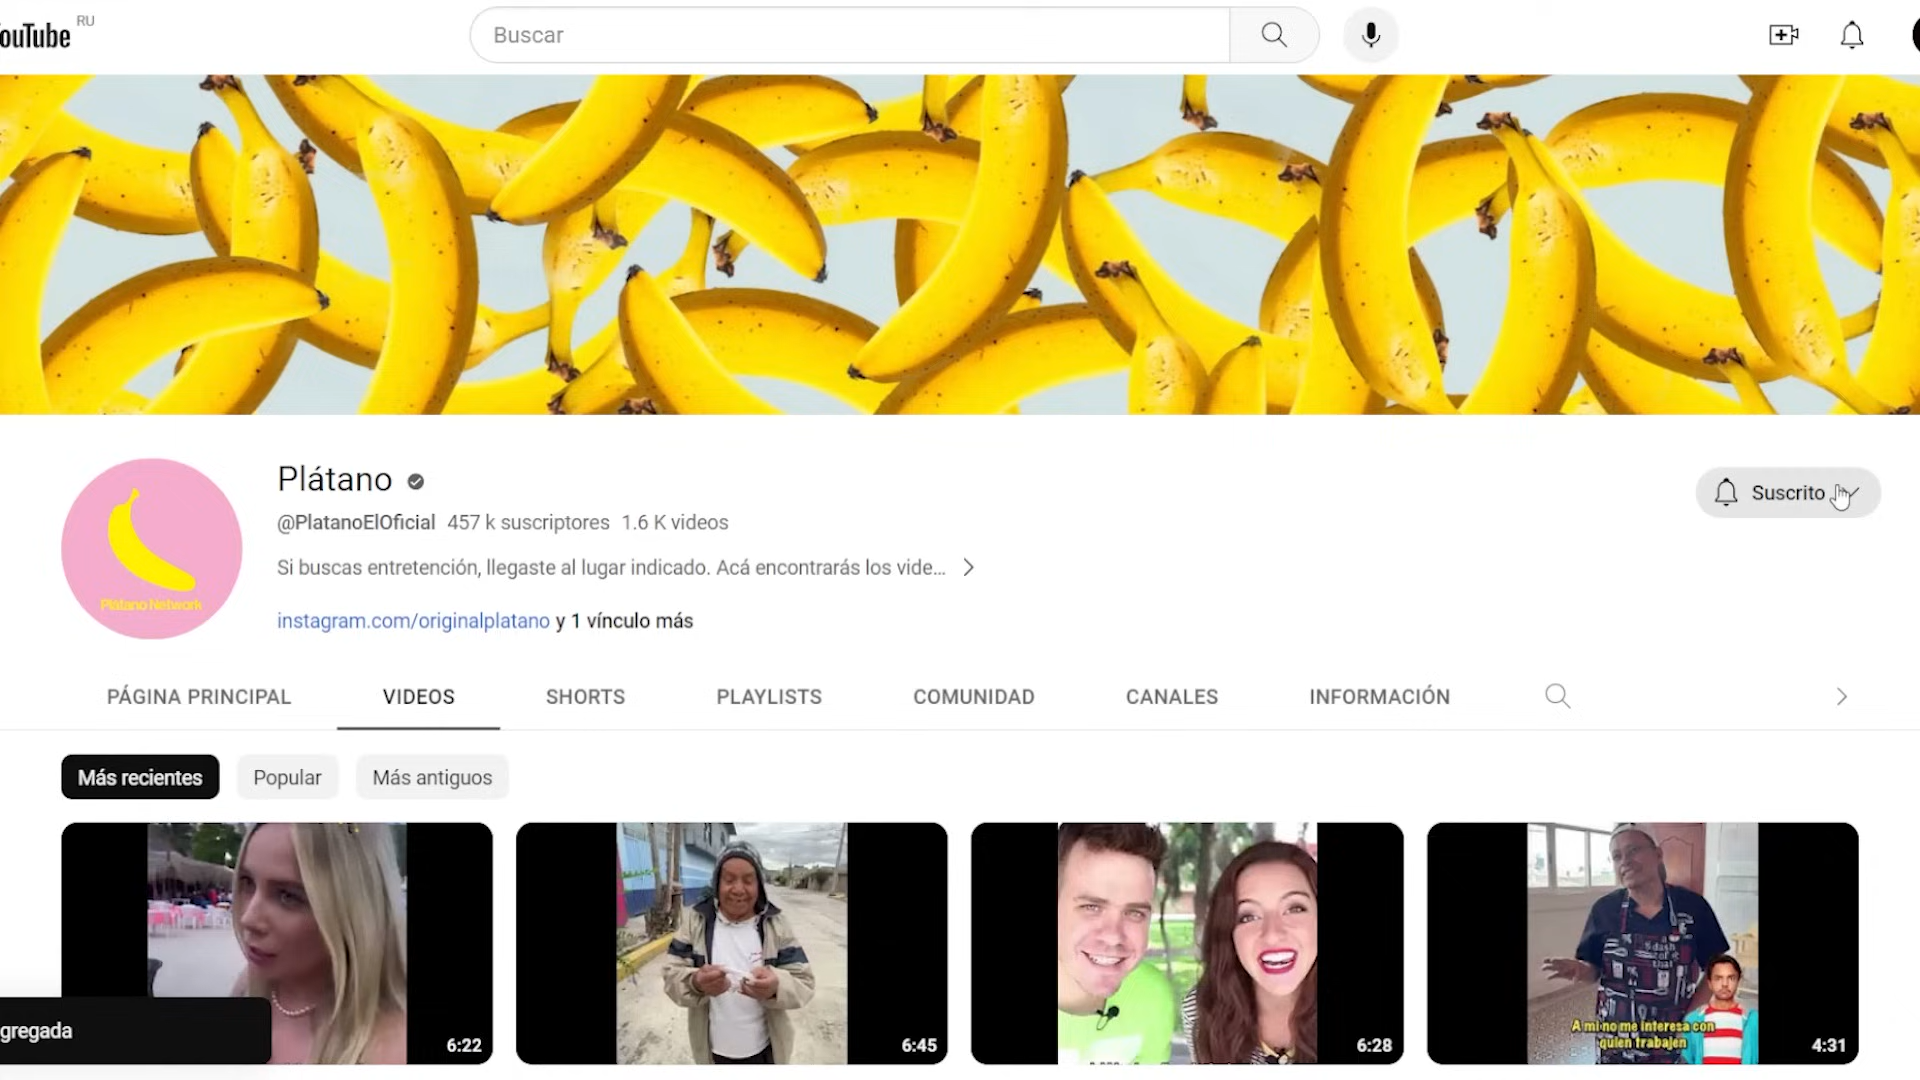 ouTube RU
Buscar
Plátano
@PlatanoElOficial 457 k suscriptores 1.6 K videos
Suscrito
Si buscas entretención, llegaste al lugar indicado. Acá encontrarás los vide...
Plátano Network
instagram.com/originalplatano y 1 vínculo más
PÁGINA PRINCIPAL VIDEOS SHORTS PLAYLISTS COMUNIDAD CANALES INFORMACIÓN
Más recientes Popular Más antiguos
A mi no me interesa con
quien trabajen
gregada
6:22 6:45 6:28 4:31